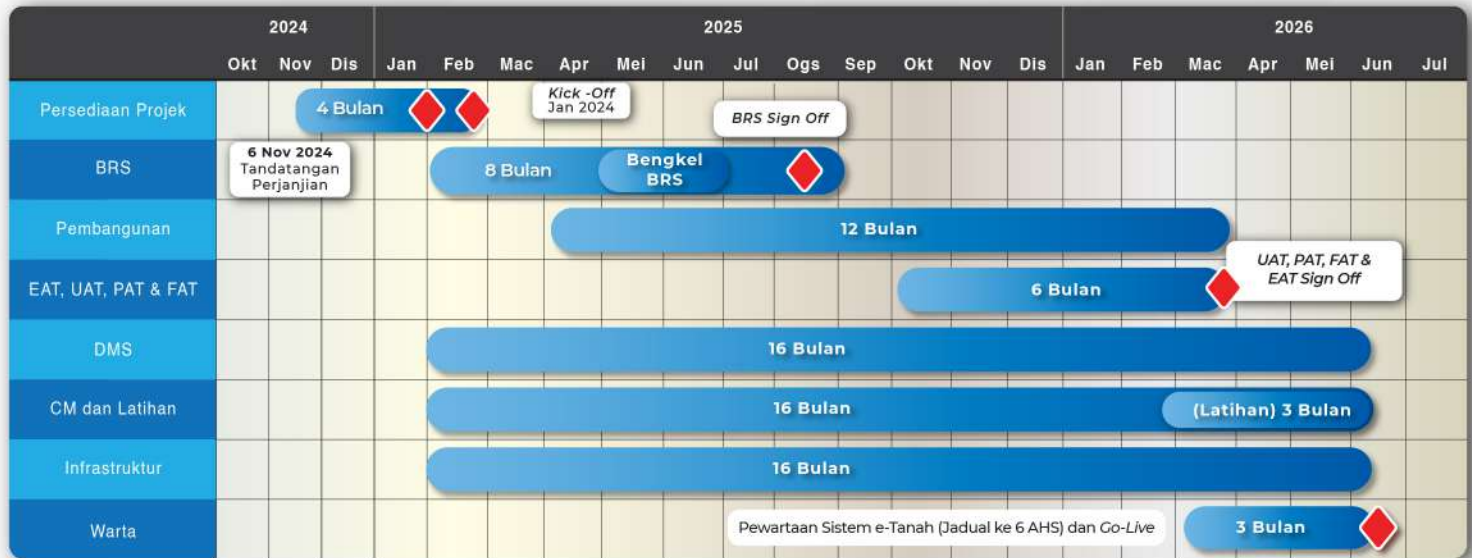 2024 2025 2026
Okt Nov Dis Jan Feb Mac Apr Mei Jun Jul Ogs Sep Okt Nov Dis Jan Feb Mac Apr Mei Jun Jul
Persediaan Projek
4 Bulan
Kick -Off
Jan 2024
BRS Sign Off
BRS
6 Nov 2024
Tandatangan
Perjanjian
8 Bulan
Bengkel
BRS
Pembangunan
12 Bulan
EAT, UAT, PAT & FAT
6 Bulan
UAT, PAT, FAT &
EAT Sign Off
DMS
16 Bulan
CM dan Latihan
16 Bulan
(Latihan) 3 Bulan
Infrastruktur
16 Bulan
Warta
Pewartaan Sistem e-Tanah (Jadual ke 6 AHS) dan Go-Live
3 Bulan